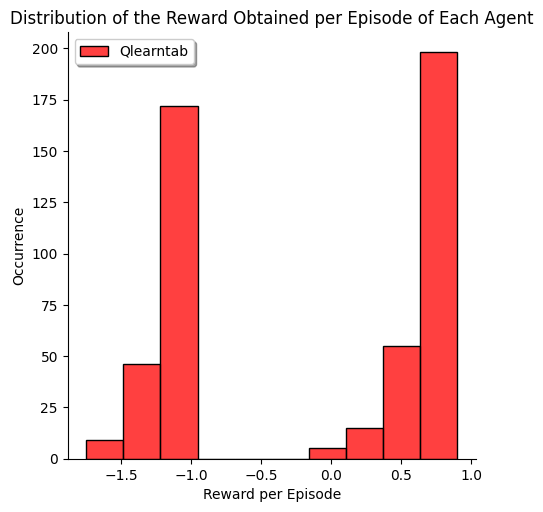 Distribution of the Reward Obtained per Episode of Each Agent
Qlearntab
200
175
150
125
100
75
50
25
0
Occurrence
−1.5 −1.0 −0.5 0.0 0.5 1.0
Reward per Episode